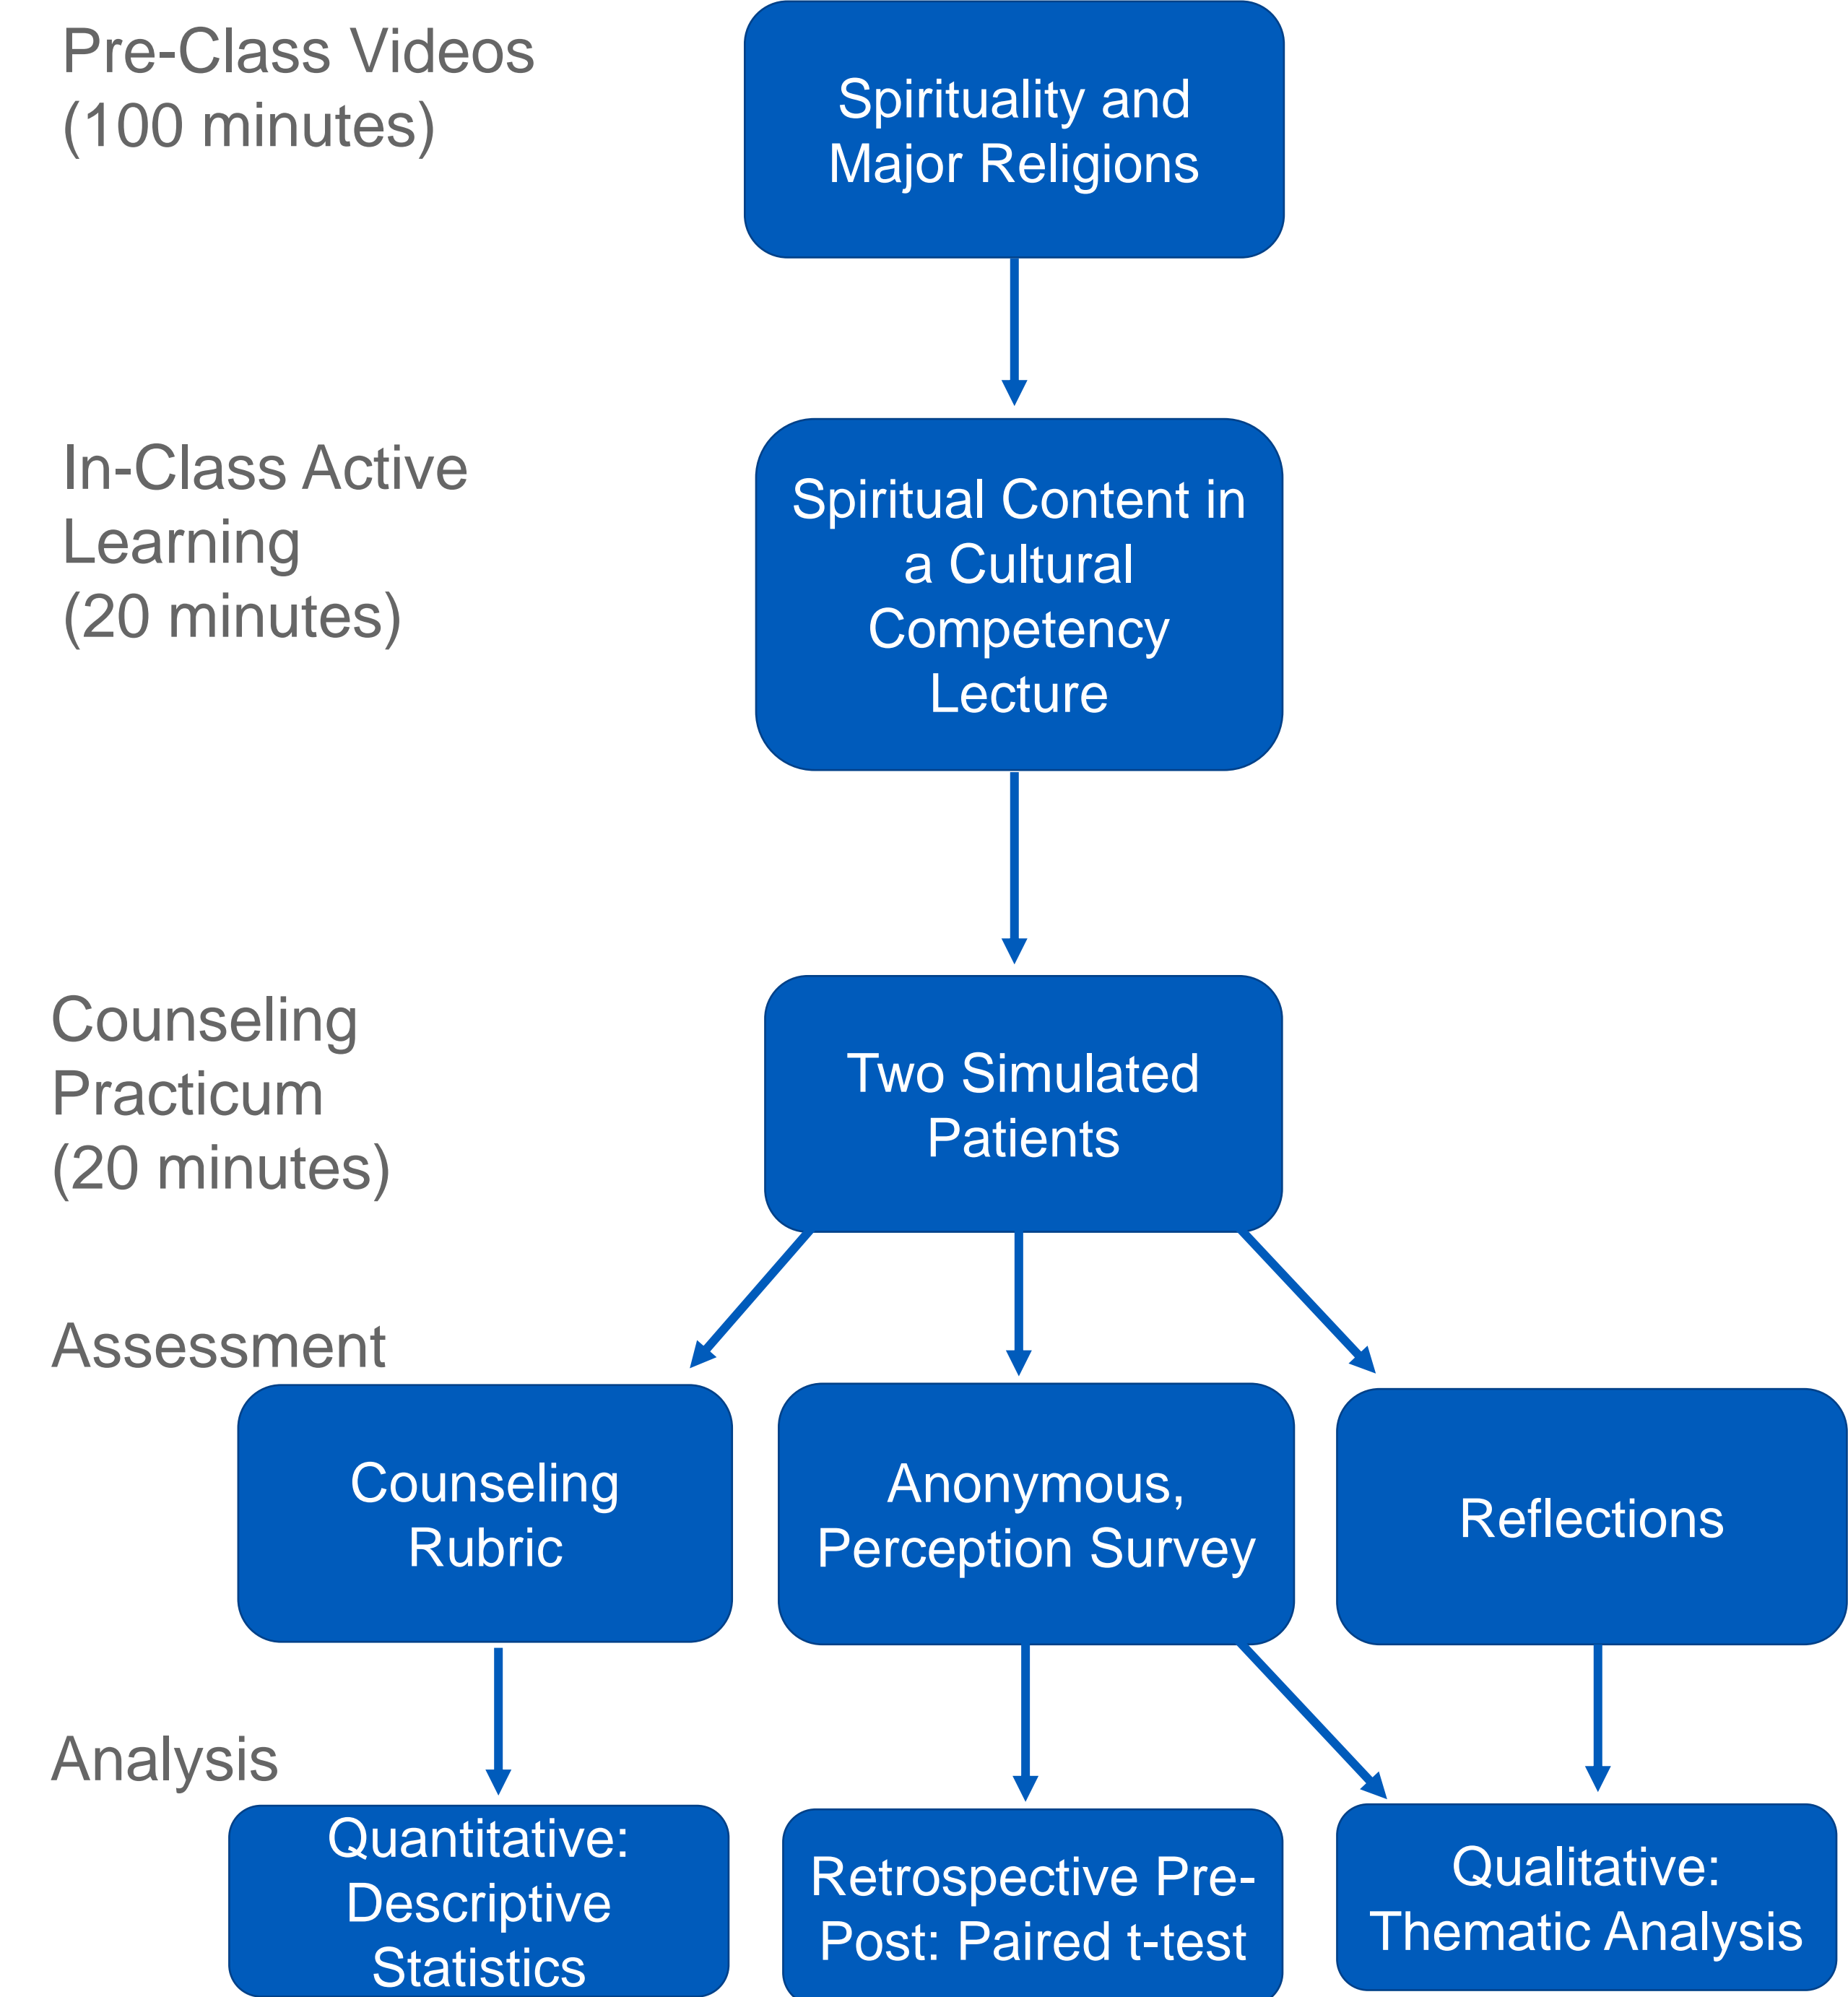 Pre-Class Videos
(100 minutes)
Spirituality and
Major Religions
In-Class Active
Learning
(20 minutes)
Spiritual Content in
a Cultural
Competency
Lecture
Counseling
Practicum
(20 minutes)
Two Simulated
Patients
Assessment
Counseling
Rubric
Anonymous,
Perception Survey
Reflections
Analysis
Quantitative:
Descriptive
Statistics
Retrospective Pre-
Post: Paired t-test
Qualitative:
Thematic Analysis